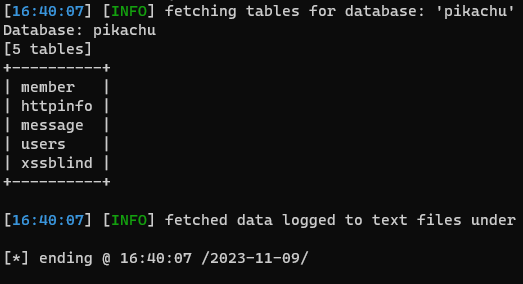 [16:40:07] [INFO] fetching tables for database: 'pikachu'
Database: pikachu
[5 tables]
+----------+
| member   |
| httpinfo |
| message  |
| users    |
| xssblind |
+----------+
[16:40:07] [INFO] fetched data logged to text files under
[*] ending @ 16:40:07 /2023-11-09/